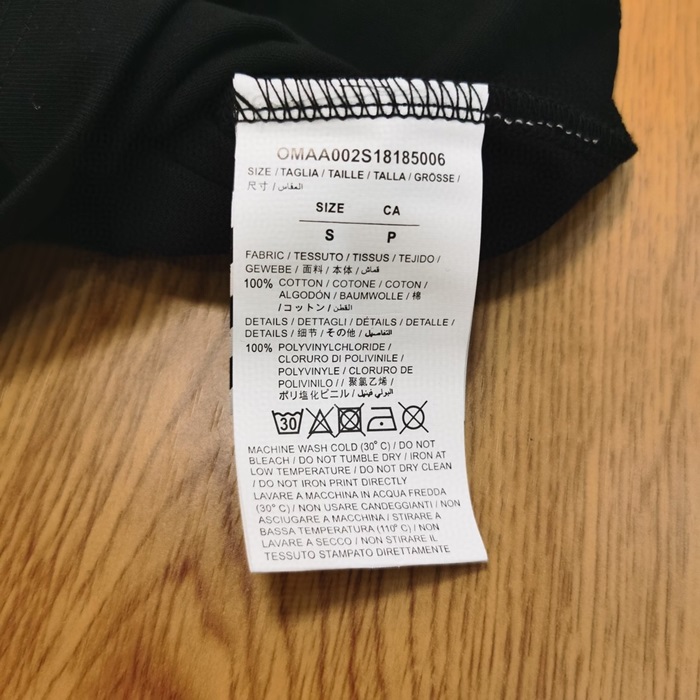 OMAA002S18185006
SIZE / TAGLIA / TAILLE / TALLA / GRÖSSE /
尺寸 / المقاس
SIZE CA
S P
FABRIC / TESSUTO / TISSUS / TEJIDO /
GEWEBE / 面料 / 本体 / قماش
100% COTTON / COTONE / COTON /
ALGODÓN / BAUMWOLLE / 棉
/ コットン / القطن
DETAILS / DETTAGLI / DÉTAILS / DETALLE /
DETAILS / 细节 / その他 / التفاصيل
100% POLYVINYLCHLORIDE /
CLORURO DI POLIVINILE /
POLYVINYLE / CLORURO DE
POLIVINILO / / 聚氯乙烯 /
ポリ塩化ビニル / البولي فينيل
30
MACHINE WASH COLD (30° C) / DO NOT
BLEACH / DO NOT TUMBLE DRY / IRON AT
LOW TEMPERATURE / DO NOT DRY CLEAN
/ DO NOT IRON PRINT DIRECTLY
LAVARE A MACCHINA IN ACQUA FREDDA
(30° C) / NON USARE CANDEGGIANTI / NON
ASCIUGARE A MACCHINA / STIRARE A
BASSA TEMPERATURA (110° C) / NON
LAVARE A SECCO / NON STIRARE IL
TESSUTO STAMPATO DIRETTAMENTE